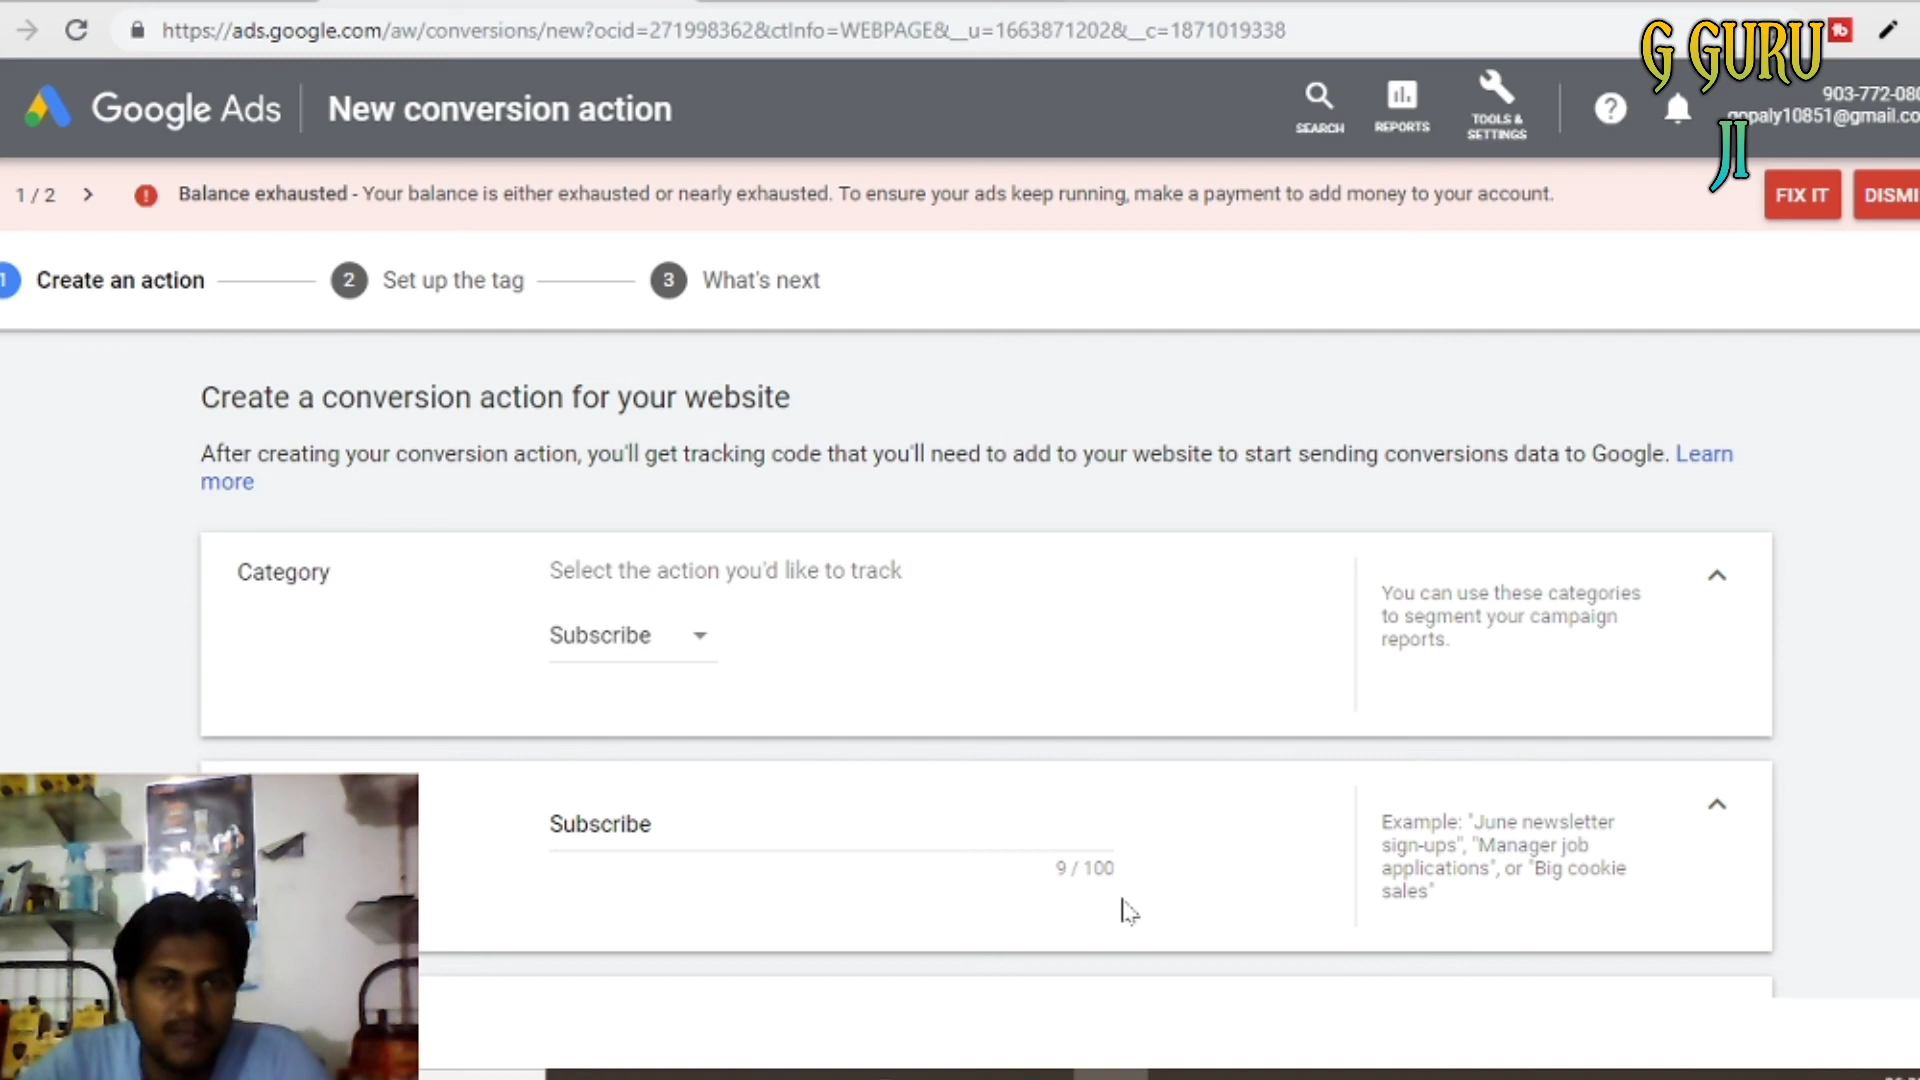 https://ads.google.com/aw/conversions/new?ocid=271998362&ctInfo=WEBPAGE&__u=1663871202&__c=1871019338
G GURU
JI
Google Ads
New conversion action
SEARCH
REPORTS
TOOLS & SETTINGS
903-772-080
gopaly10851@gmail.co
1 / 2
Balance exhausted - Your balance is either exhausted or nearly exhausted. To ensure your ads keep running, make a payment to add money to your account.
FIX IT
DISMI
1 Create an action
2 Set up the tag
3 What's next
Create a conversion action for your website
After creating your conversion action, you'll get tracking code that you'll need to add to your website to start sending conversions data to Google. Learn
more
Category
Select the action you'd like to track
Subscribe
You can use these categories
to segment your campaign
reports.
Subscribe
9 / 100
Example: "June newsletter
sign-ups", "Manager job
applications", or "Big cookie
sales"